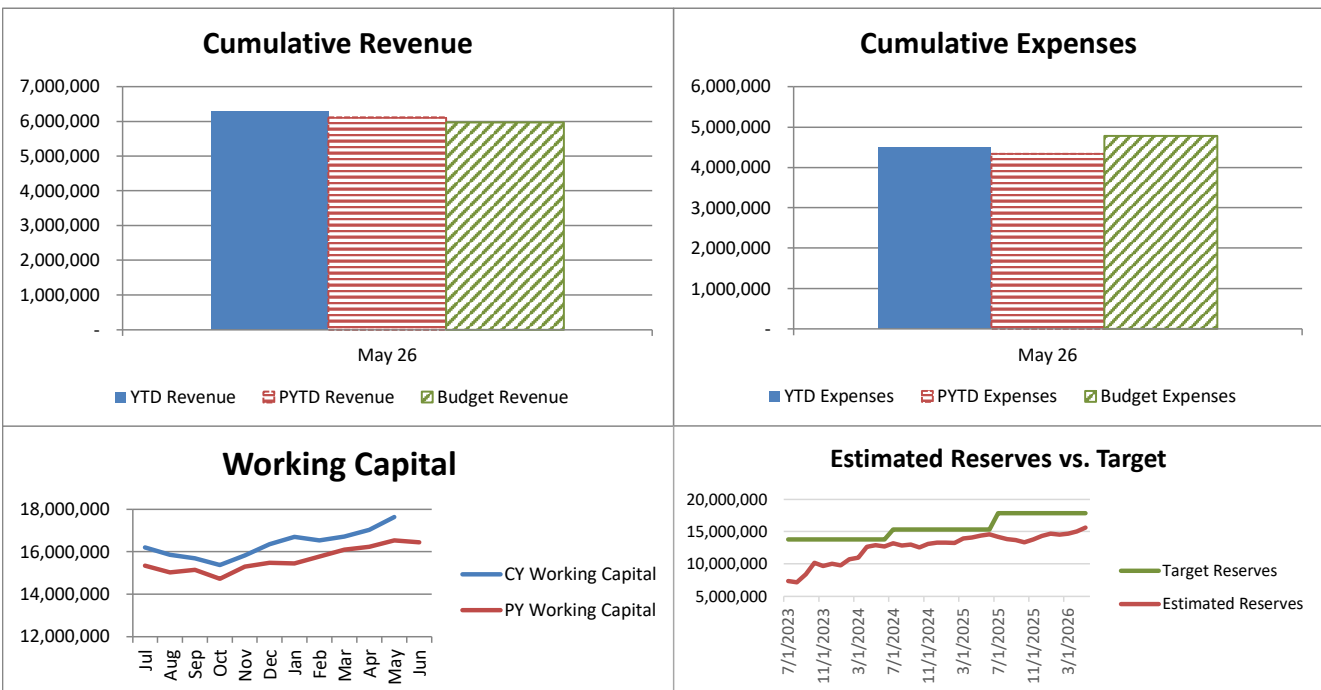 Cumulative Revenue
7,000,000
6,000,000
5,000,000
4,000,000
3,000,000
2,000,000
1,000,000
-
May 26
YTD Revenue PYTD Revenue Budget Revenue
Cumulative Expenses
6,000,000
5,000,000
4,000,000
3,000,000
2,000,000
1,000,000
-
May 26
YTD Expenses PYTD Expenses Budget Expenses
Working Capital
18,000,000
16,000,000
14,000,000
12,000,000
Jul Aug Sep Oct Nov Dec Jan Feb Mar Apr May Jun
CY Working Capital
PY Working Capital
Estimated Reserves vs. Target
20,000,000
15,000,000
10,000,000
5,000,000
7/1/2023 11/1/2023 3/1/2024 7/1/2024 11/1/2024 3/1/2025 7/1/2025 11/1/2025 3/1/2026
Target Reserves
Estimated Reserves